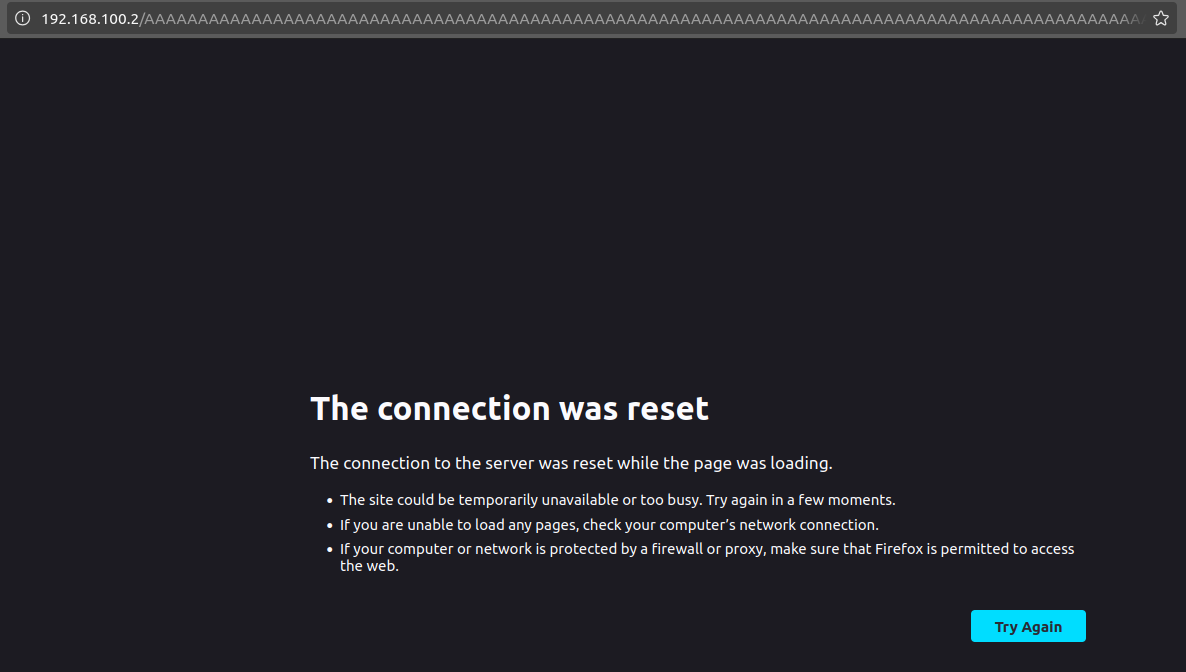 192.168.100.2/AAAAAAAAAAAAAAAAAAAAAAAAAAAAAAAAAAAAAAAAAAAAAAAAAAAAAAAAAAAAAAAAAAAAAAAAAAAAAAAAAAAAAAAAAAAAA
The connection was reset
The connection to the server was reset while the page was loading.
• The site could be temporarily unavailable or too busy. Try again in a few moments.
• If you are unable to load any pages, check your computer’s network connection.
• If your computer or network is protected by a firewall or proxy, make sure that Firefox is permitted to access
the web.
Try Again